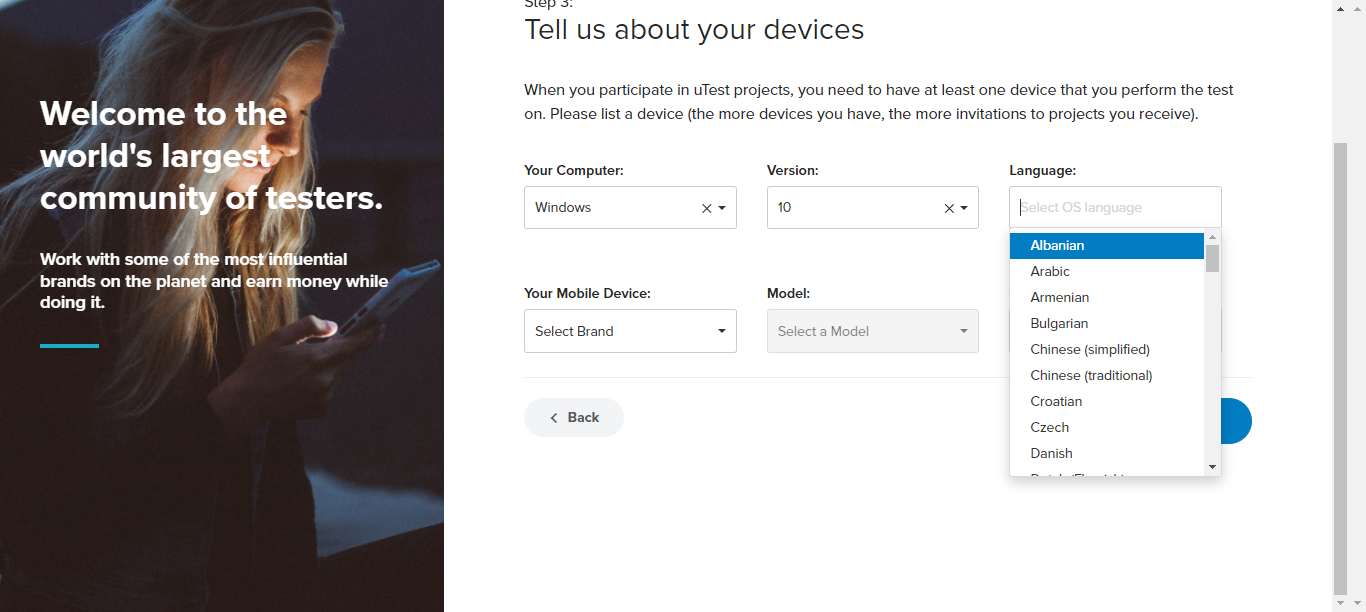 Welcome to the
world's largest
community of testers.
Work with some of the most influential
brands on the planet and earn money while
doing it.
Step 3:
Tell us about your devices
When you participate in uTest projects, you need to have at least one device that you perform the test
on. Please list a device (the more devices you have, the more invitations to projects you receive).
Your Computer:
Windows
Version:
10
Language:
Select OS language
Albanian
Arabic
Armenian
Bulgarian
Chinese (simplified)
Chinese (traditional)
Croatian
Czech
Danish
Your Mobile Device:
Select Brand
Model:
Select a Model
Back